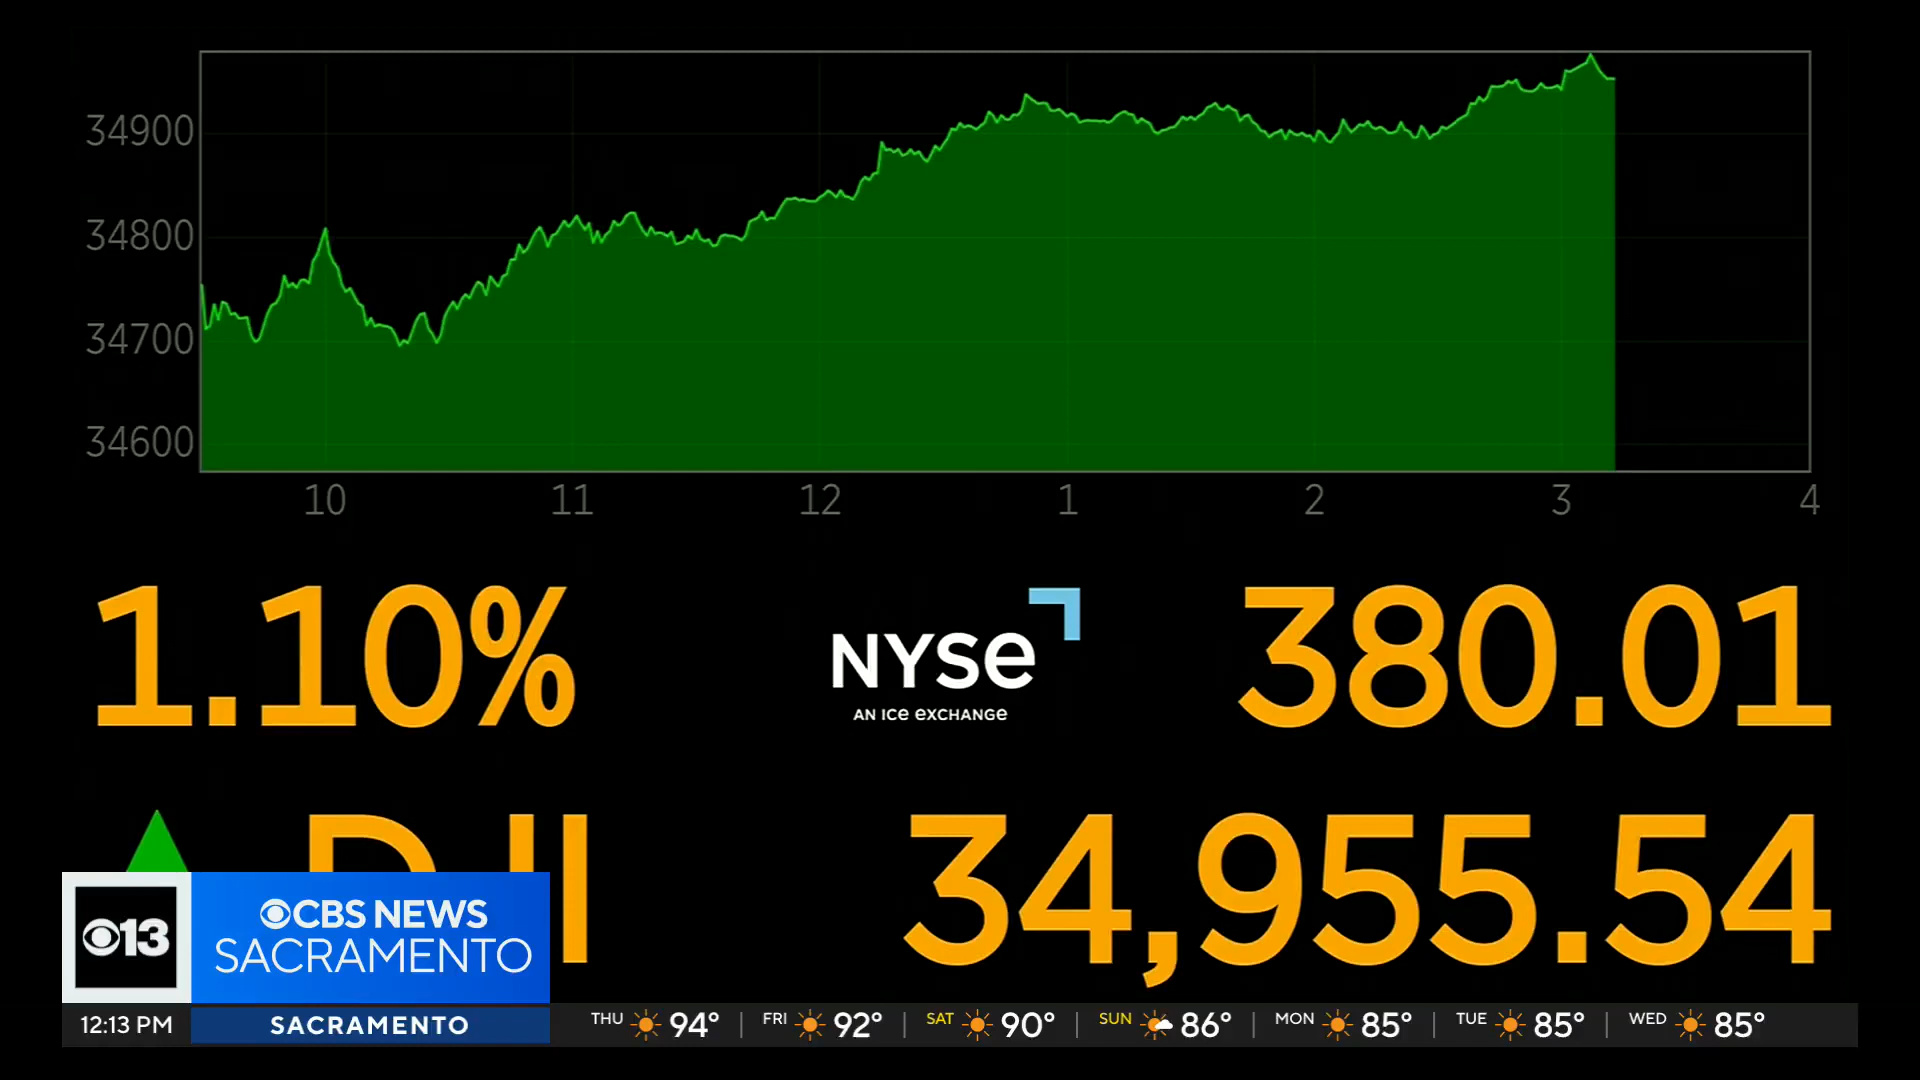 34900
34800
34700
34600
10 11 12 1 2 3 4
1.10%
NYSE
AN ICE EXCHANGE
380.01
34,955.54
13
CBS NEWS
SACRAMENTO
12:13 PM
SACRAMENTO
THU 94° | FRI 92° | SAT 90° | SUN 86° | MON 85° | TUE 85° | WED 85°